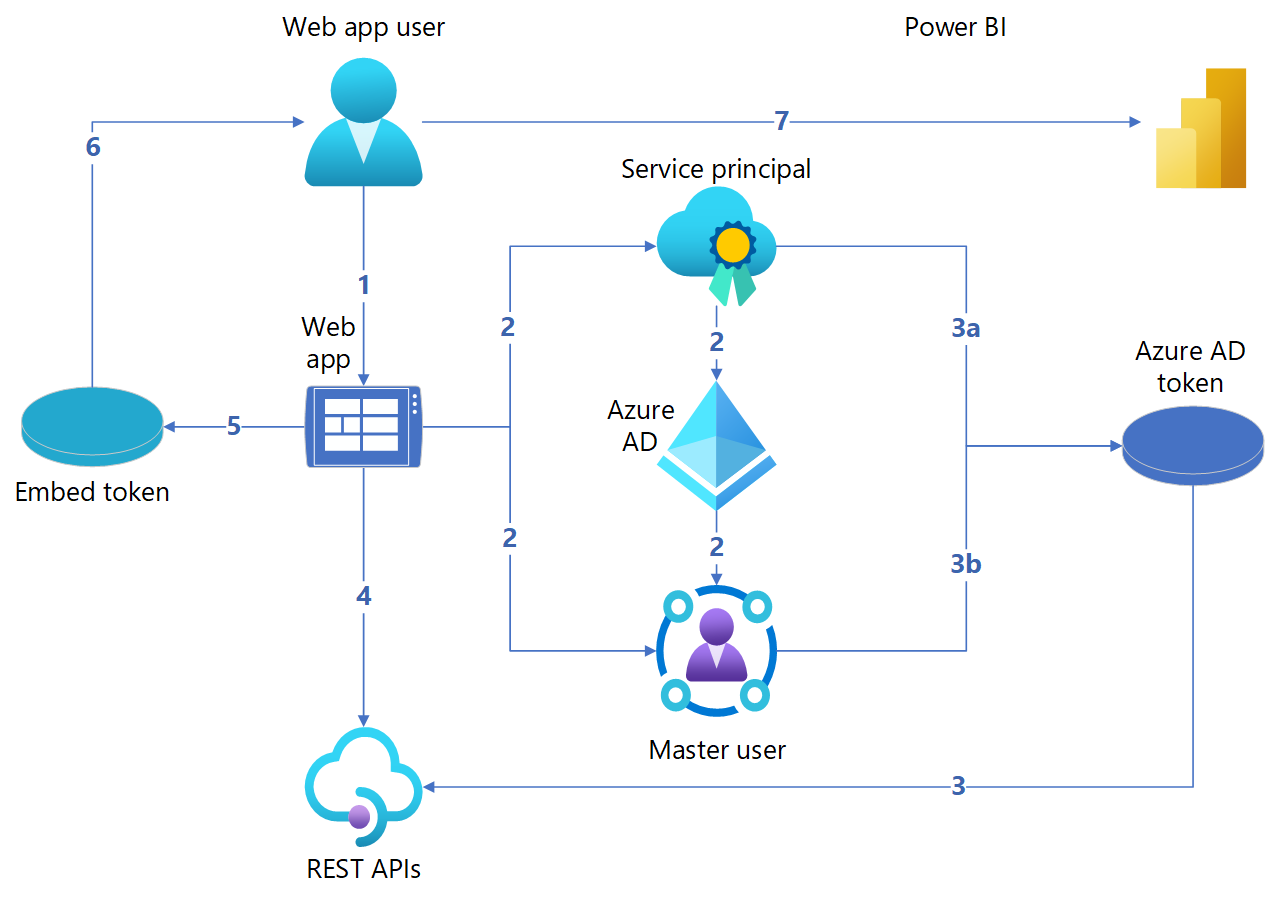 Web app user
Power BI
7
6
Service principal
1
2
Web
app
2
3a
Azure AD
token
Azure
AD
5
Embed token
2
2
3b
4
Master user
3
REST APIs